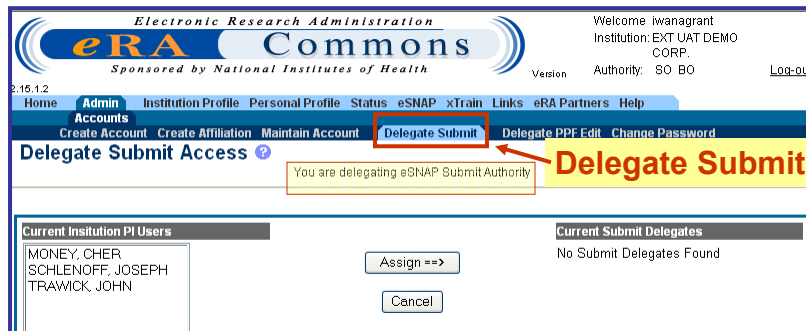 Electronic Research Administration
eRA Commons
Sponsored by National Institutes of Health
Version
2.15.1.2
Welcome iwanagrant
Institution: EXT UAT DEMO
CORP.
Authority: SO BO
Log-ou
Home Admin Institution Profile Personal Profile Status eSNAP xTrain Links eRA Partners Help
Accounts
Create Account Create Affiliation Maintain Account Delegate Submit Delegate PPF Edit Change Password
Delegate Submit Access ?
Delegate Submit
You are delegating eSNAP Submit Authority
Current Insitution PI Users
MONEY, CHER
SCHLENOFF, JOSEPH
TRAWICK, JOHN
Assign ==>
Cancel
Current Submit Delegates
No Submit Delegates Found